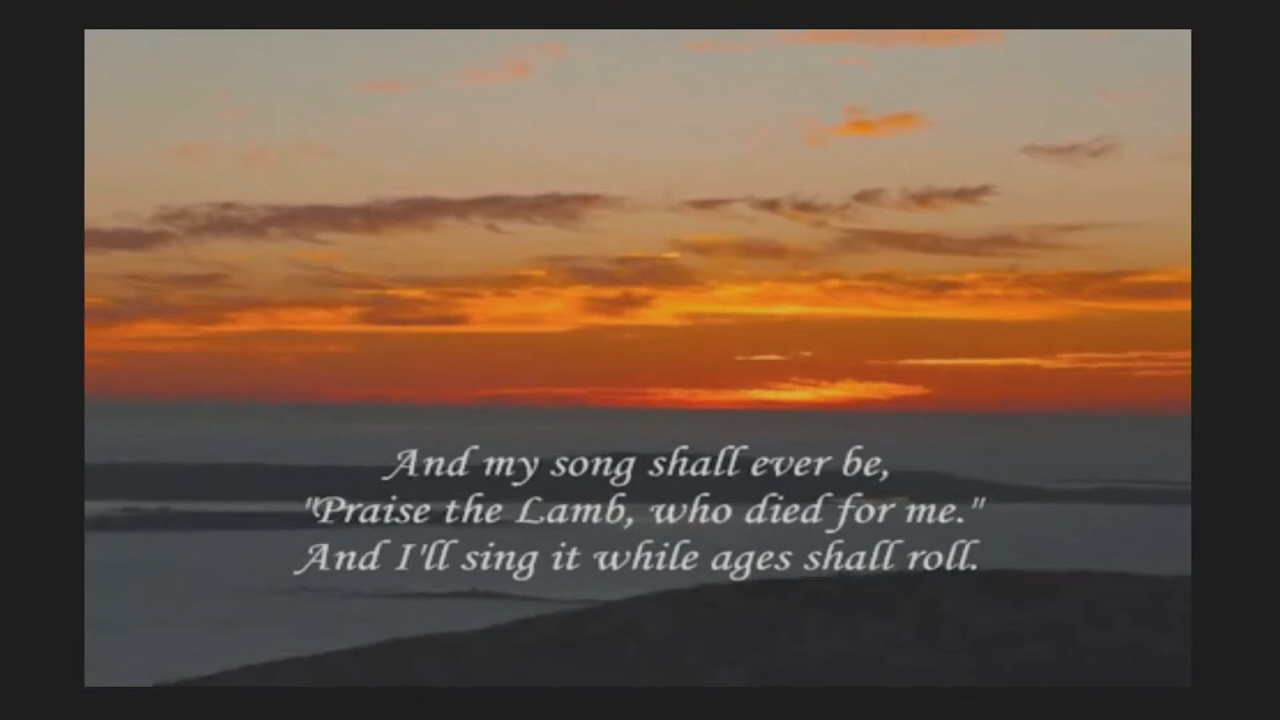 And my song shall ever be,
"Praise the Lamb, who died for me."
And I'll sing it while ages shall roll.